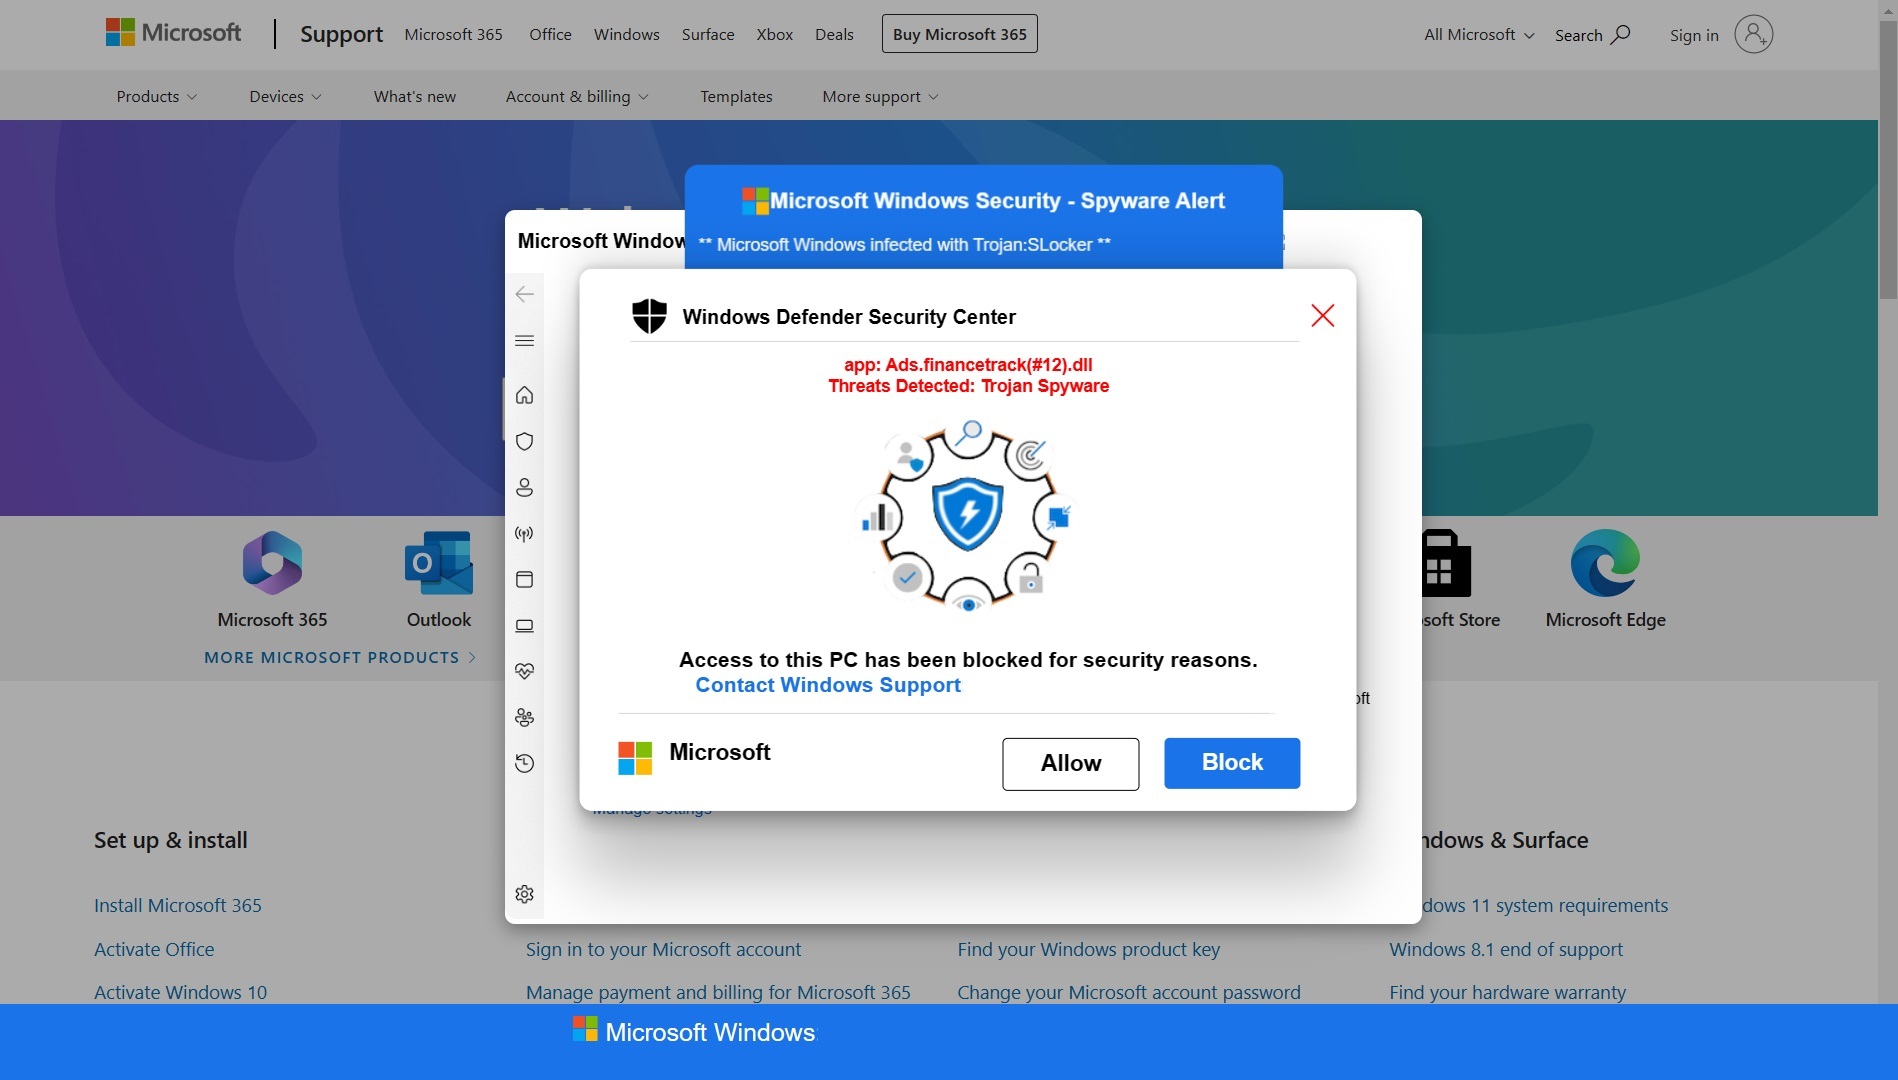 Microsoft
Support
Microsoft 365
Office
Windows
Surface
Xbox
Deals
Buy Microsoft 365
All Microsoft
Search
Sign in
Products
Devices
What's new
Account & billing
Templates
More support
Microsoft Windows Security - Spyware Alert
** Microsoft Windows infected with Trojan:SLocker **
Microsoft
Windows Defender Security Center
app: Ads.financetrack(#12).dll
Threats Detected: Trojan Spyware
Access to this PC has been blocked for security reasons.
Contact Windows Support
Microsoft
Allow
Block
Manage settings
Microsoft 365
Outlook
Store
Microsoft Edge
MORE MICROSOFT PRODUCTS
Set up & install
& Surface
Install Microsoft 365
11 system requirements
Activate Office
Sign in to your Microsoft account
Find your Windows product key
Windows 8.1 end of support
Activate Windows 10
Manage payment and billing for Microsoft 365
Change your Microsoft account password
Find your hardware warranty
Microsoft Windows